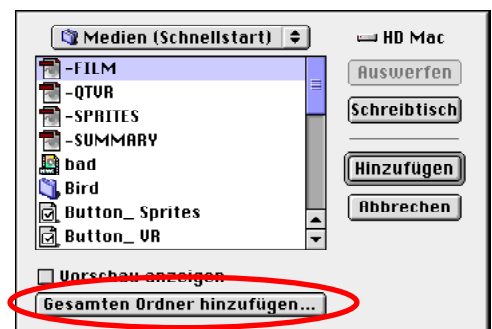 Medien (Schnellstart)
HD Mac
-FILM
-QTVR
-SPRITES
-SUMMARY
bad
Bird
Button_ Sprites
Button_ VR
Auswerfen
Schreibtisch
Hinzufügen
Abbrechen
Vorschau anzeigen
Gesamten Ordner hinzufügen...